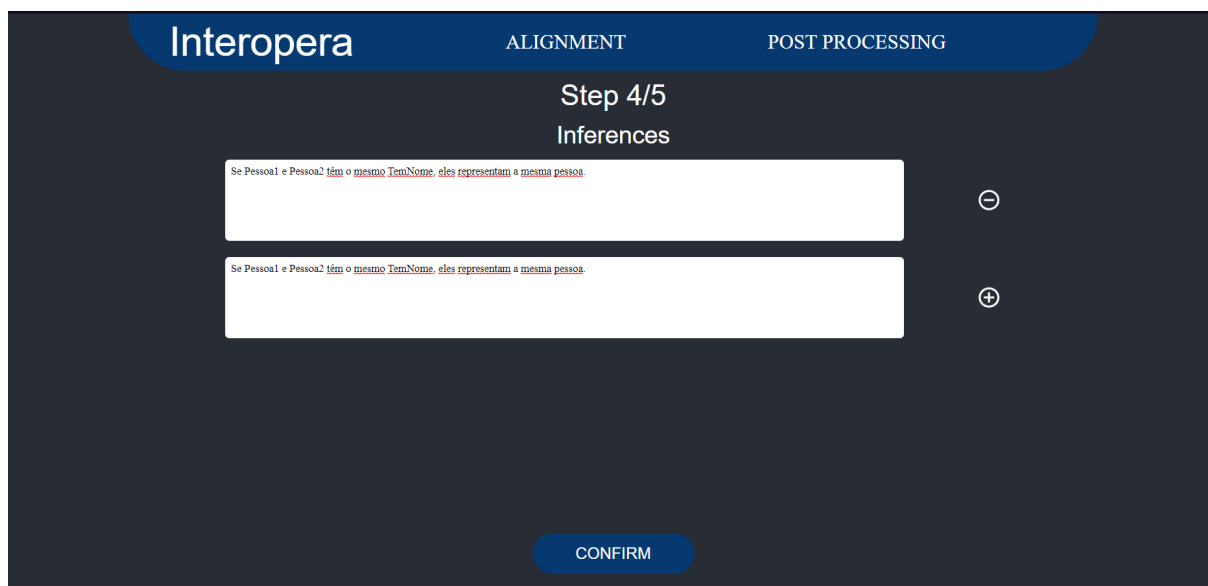 Interopera
ALIGNMENT
POST PROCESSING
Step 4/5
Inferences
Se Pessoa1 e Pessoa2 têm o mesmo TemNome, eles representam a mesma pessoa.
Se Pessoa1 e Pessoa2 têm o mesmo TemNome, eles representam a mesma pessoa.
CONFIRM